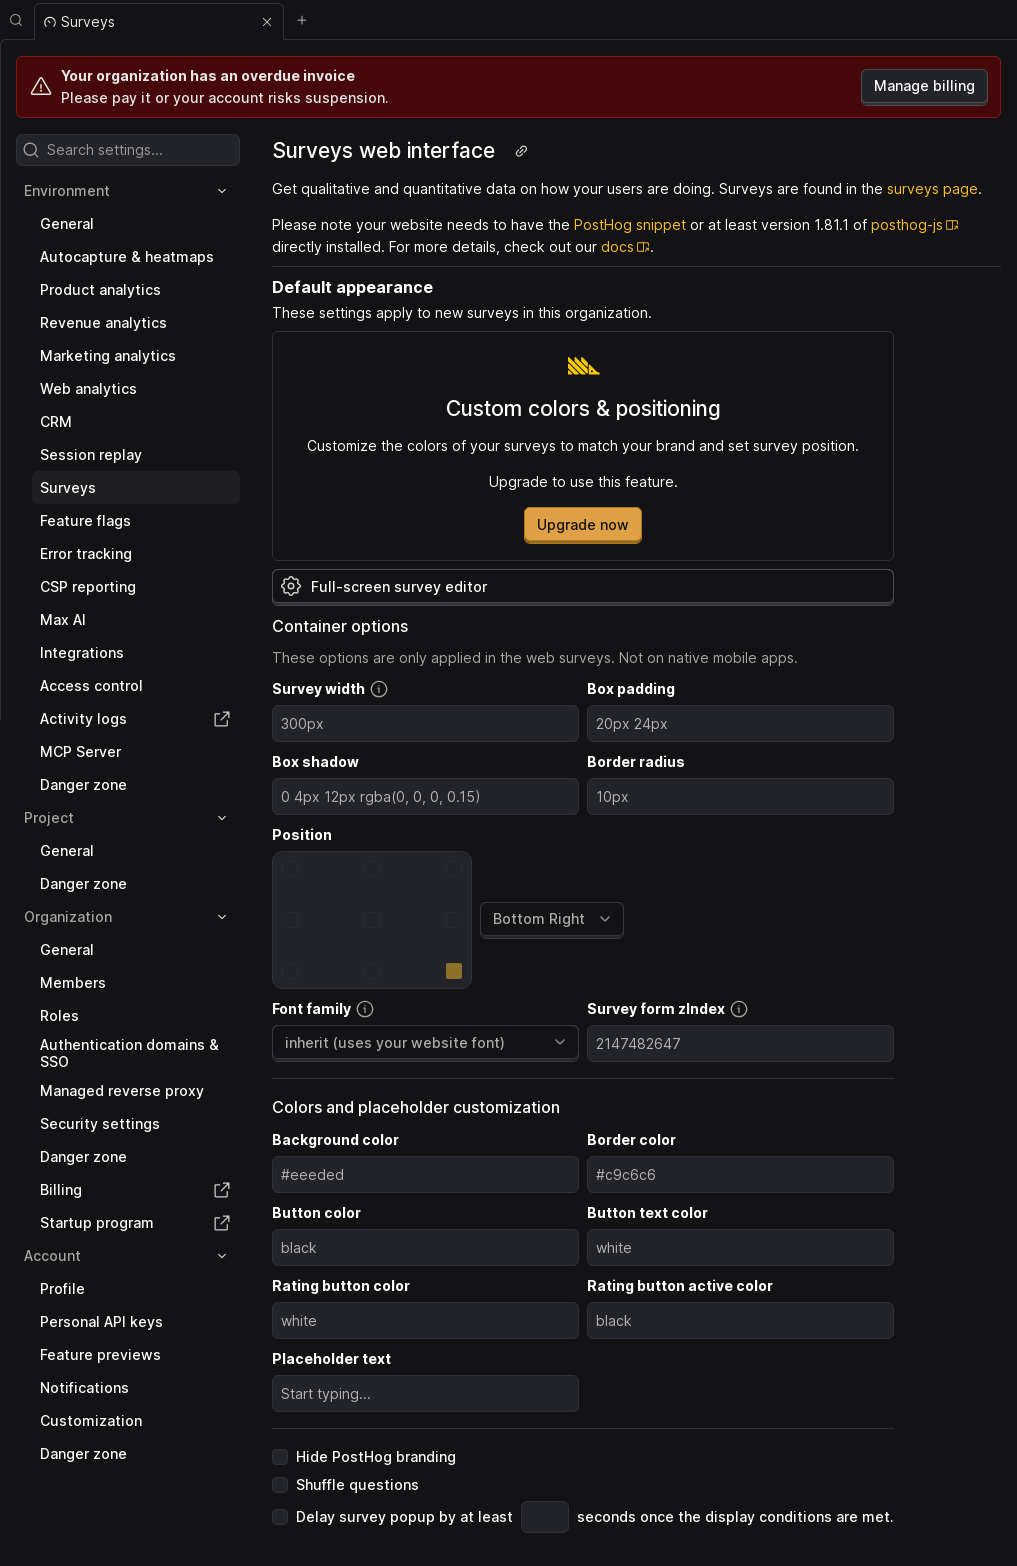 Surveys
Your organization has an overdue invoice
Please pay it or your account risks suspension.
Manage billing
Search settings...
Environment
General
Autocapture & heatmaps
Product analytics
Revenue analytics
Marketing analytics
Web analytics
CRM
Session replay
Surveys
Feature flags
Error tracking
CSP reporting
Max AI
Integrations
Access control
Activity logs
MCP Server
Danger zone
Project
General
Danger zone
Organization
General
Members
Roles
Authentication domains &
SSO
Managed reverse proxy
Security settings
Danger zone
Billing
Startup program
Account
Profile
Personal API keys
Feature previews
Notifications
Customization
Danger zone
Surveys web interface
Get qualitative and quantitative data on how your users are doing. Surveys are found in the surveys page.
Please note your website needs to have the PostHog snippet or at least version 1.81.1 of posthog-js
directly installed. For more details, check out our docs.
Default appearance
These settings apply to new surveys in this organization.
Custom colors & positioning
Customize the colors of your surveys to match your brand and set survey position.
Upgrade to use this feature.
Upgrade now
Full-screen survey editor
Container options
These options are only applied in the web surveys. Not on native mobile apps.
Survey width Box padding
300px 20px 24px
Box shadow Border radius
0 4px 12px rgba(0, 0, 0, 0.15) 10px
Position
Bottom Right
Font family Survey form zIndex
inherit (uses your website font) 2147482647
Colors and placeholder customization
Background color Border color
#eeeded #c9c6c6
Button color Button text color
black white
Rating button color Rating button active color
white black
Placeholder text
Start typing...
Hide PostHog branding
Shuffle questions
Delay survey popup by at least seconds once the display conditions are met.